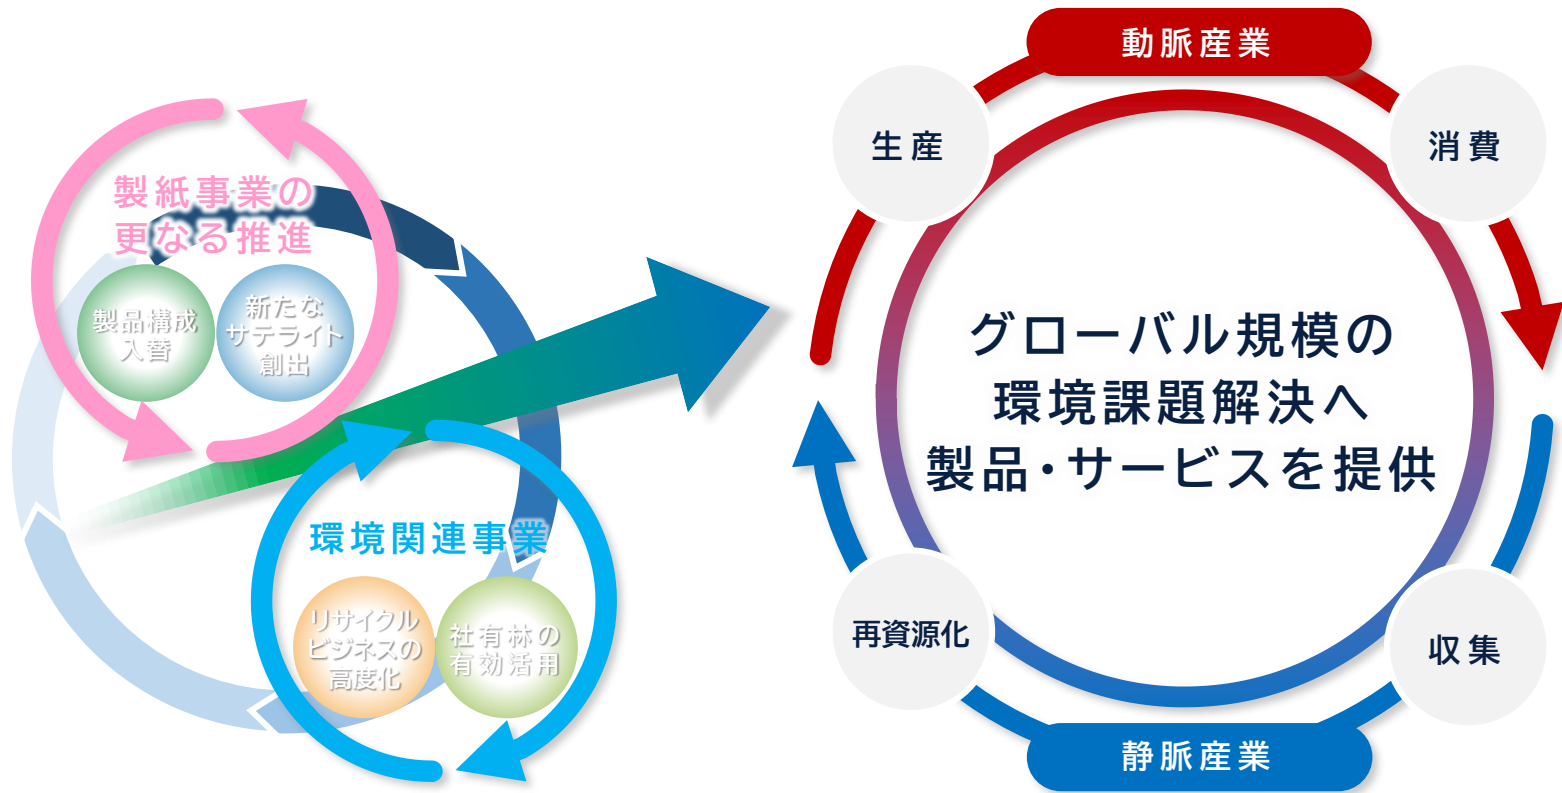 製紙事業の
更なる推進
製品構成
入替
新たな
サテライト
創出
環境関連事業
リサイクル
ビジネスの
高度化
社有林の
有効活用
動脈産業
生産
消費
グローバル規模の
環境課題解決へ
製品・サービスを提供
再資源化
収集
静脈産業